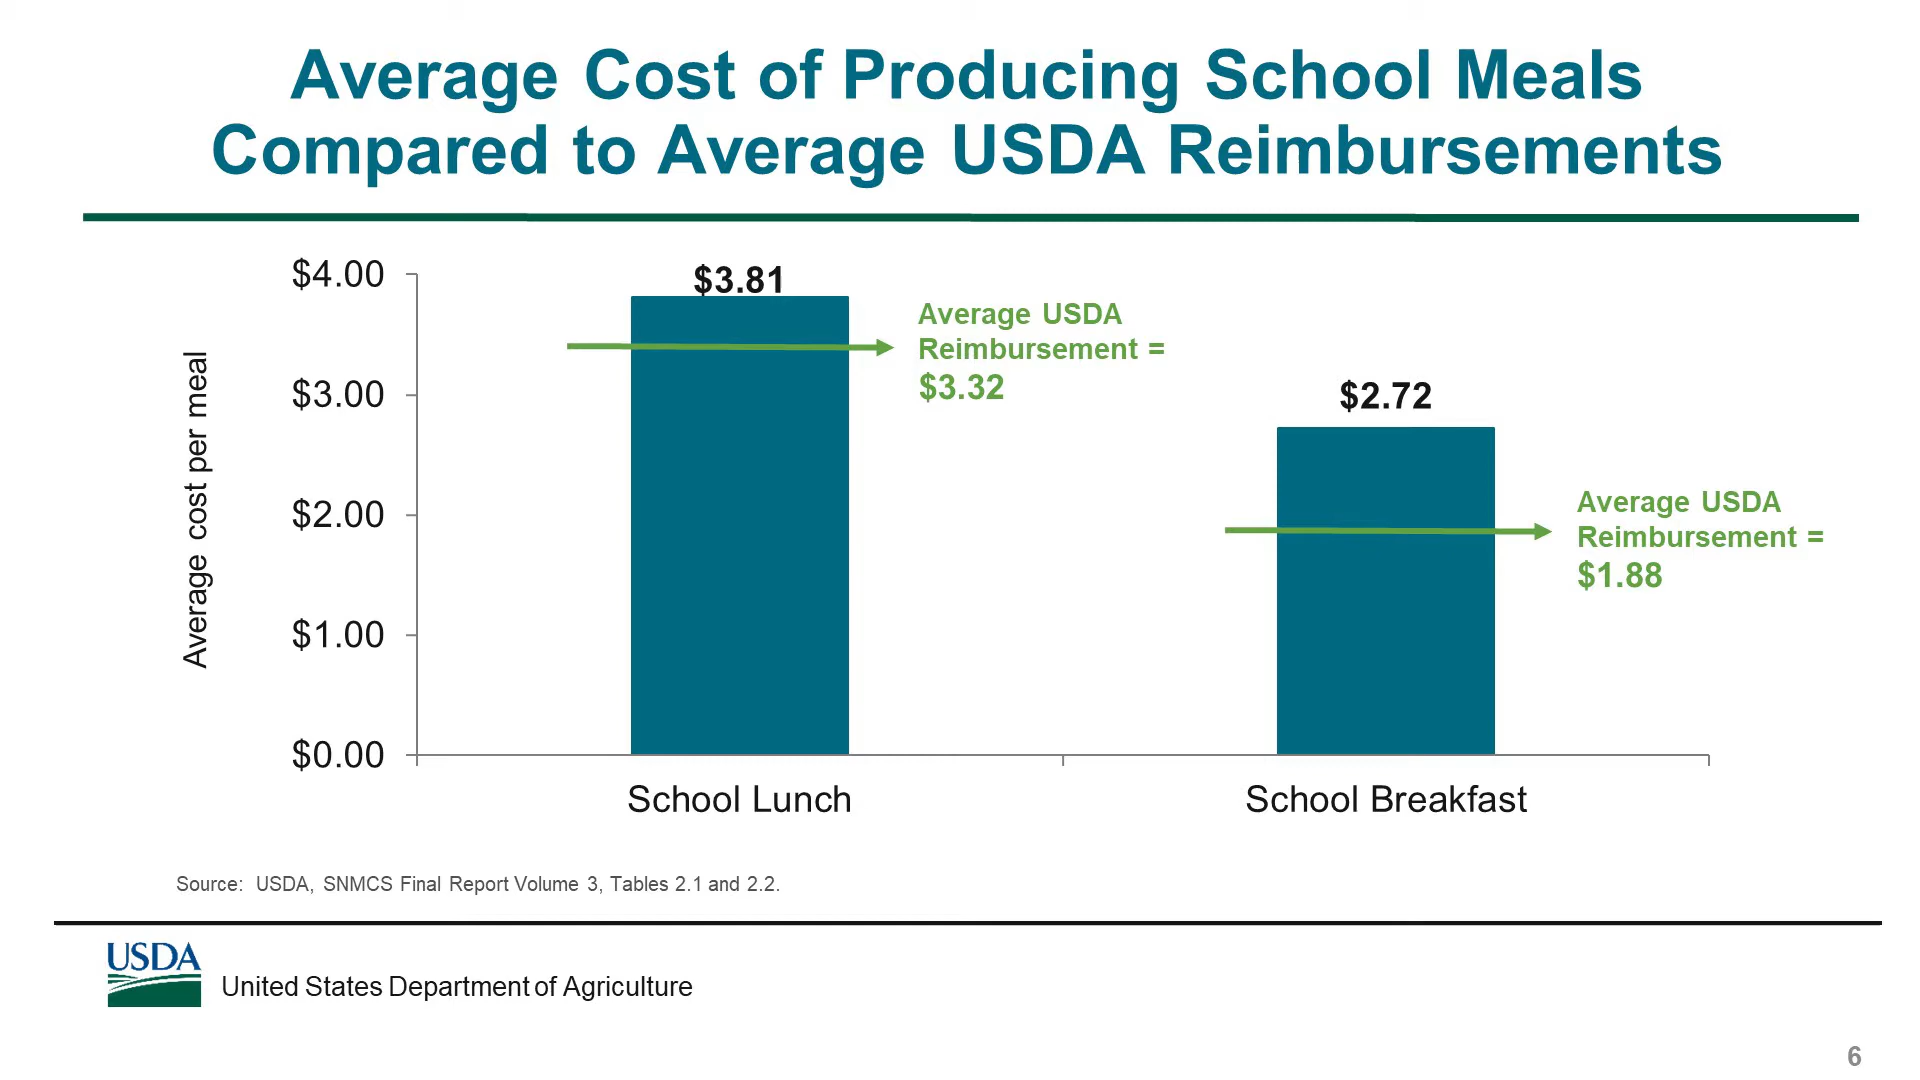 Average Cost of Producing School Meals
Compared to Average USDA Reimbursements
Average cost per meal
$4.00
$3.00
$2.00
$1.00
$0.00
$3.81
Average USDA
Reimbursement =
$3.32
$2.72
Average USDA
Reimbursement =
$1.88
School Lunch
School Breakfast
Source: USDA, SNMCS Final Report Volume 3, Tables 2.1 and 2.2.
USDA
United States Department of Agriculture
6